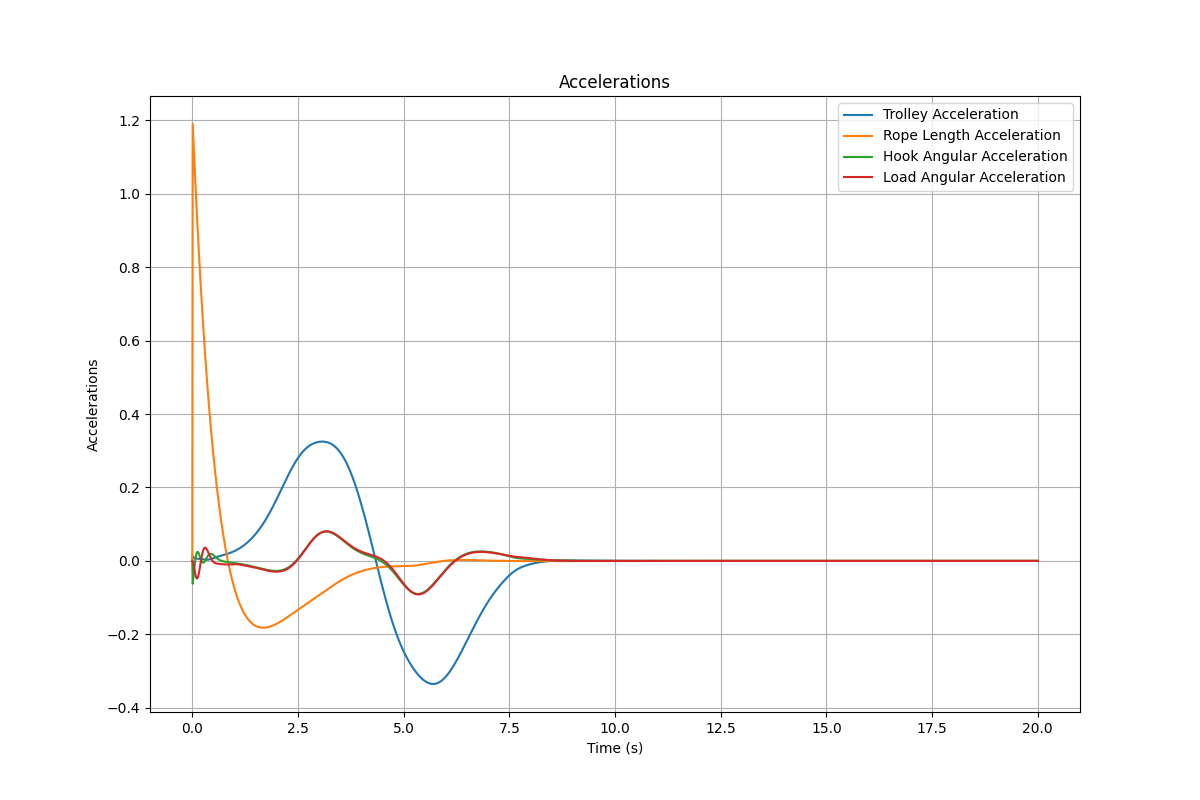 Accelerations
Trolley Acceleration
Rope Length Acceleration
Hook Angular Acceleration
Load Angular Acceleration
Accelerations
1.2
1.0
0.8
0.6
0.4
0.2
0.0
−0.2
−0.4
0.0 2.5 5.0 7.5 10.0 12.5 15.0 17.5 20.0
Time (s)